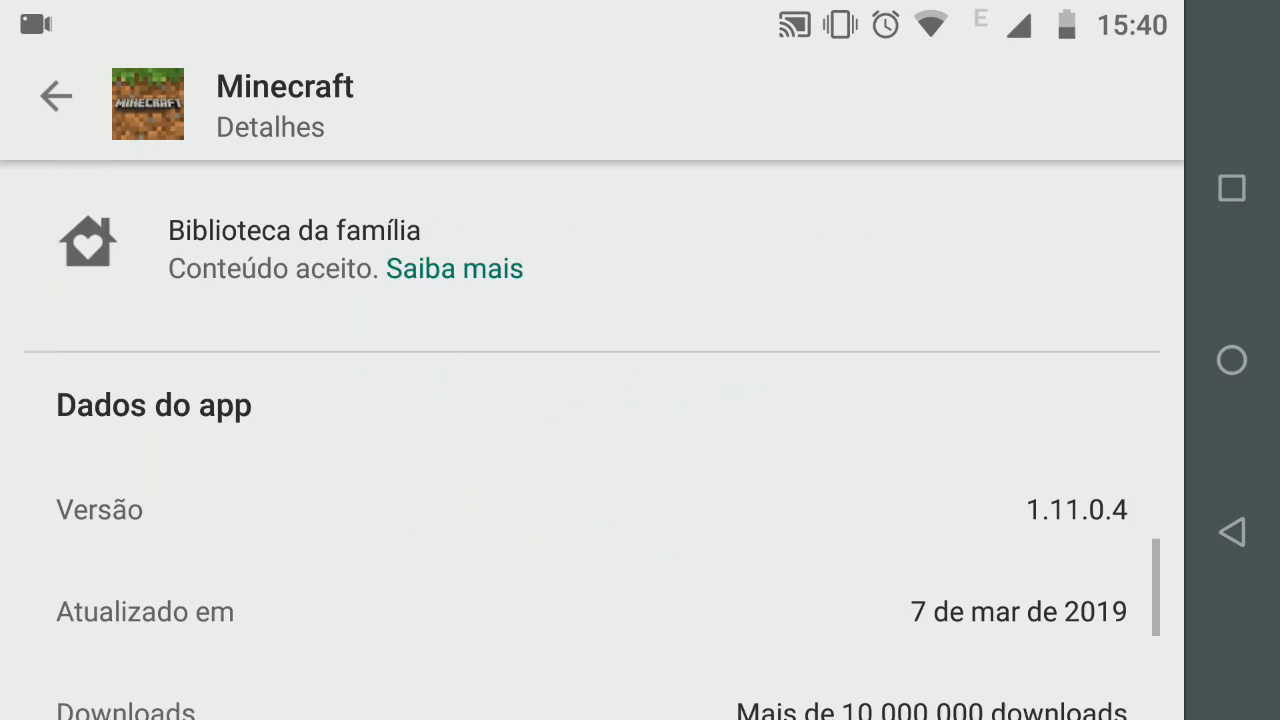 E 15:40
MINECRAFT
Minecraft
Detalhes
Biblioteca da família
Conteúdo aceito. Saiba mais
Dados do app
Versão 1.11.0.4
Atualizado em 7 de mar de 2019
Downloads Mais de 10.000.000 downloads